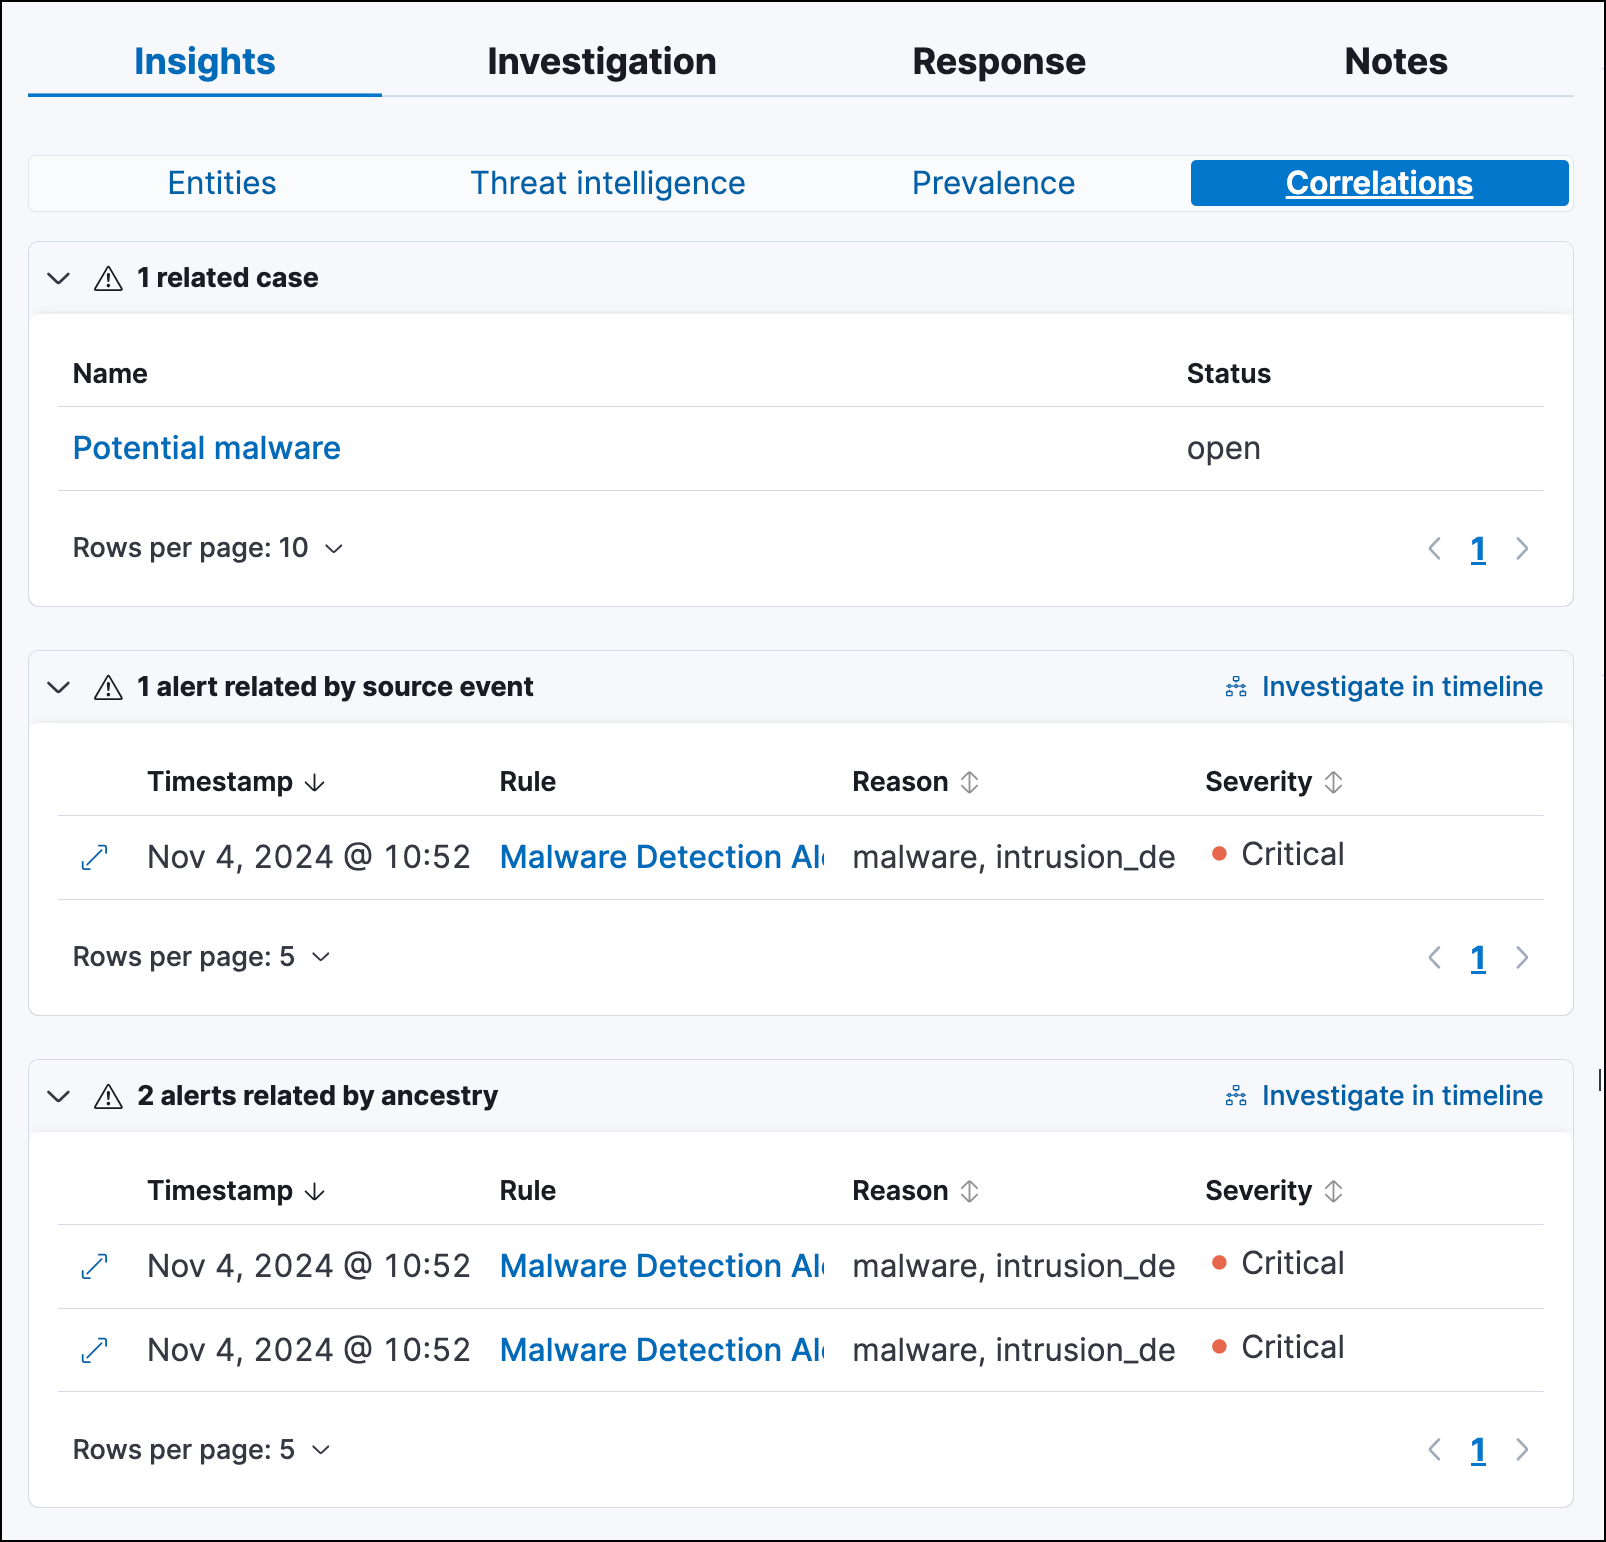 Insights Investigation Response Notes
Entities Threat intelligence Prevalence Correlations
1 related case
Name Status
Potential malware open
Rows per page: 10 1
1 alert related by source event Investigate in timeline
Timestamp Rule Reason Severity
Nov 4, 2024 @ 10:52 Malware Detection Al malware, intrusion_de Critical
Rows per page: 5 1
2 alerts related by ancestry Investigate in timeline
Timestamp Rule Reason Severity
Nov 4, 2024 @ 10:52 Malware Detection Al malware, intrusion_de Critical
Nov 4, 2024 @ 10:52 Malware Detection Al malware, intrusion_de Critical
Rows per page: 5 1